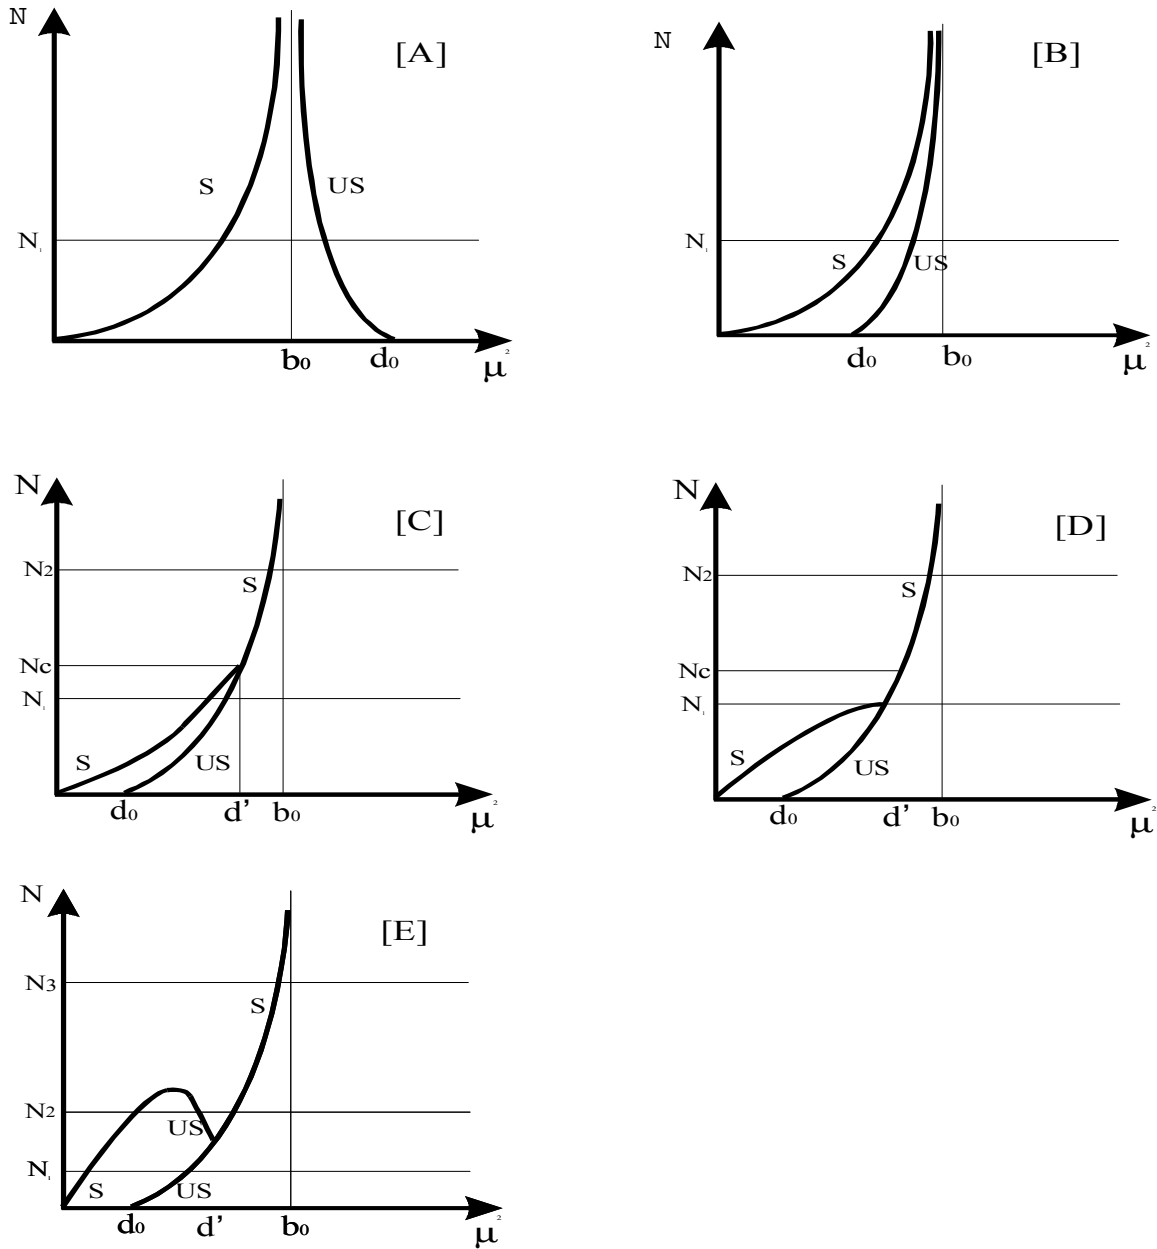 N
[A]
S
US
N₁
b₀
d₀
μ²
N
[B]
S
US
N₁
d₀
b₀
μ²
N
[C]
N₂
S
Nc
N₁
S
US
d₀
d’
b₀
μ²
N
[D]
N₂
S
Nc
N₁
S
US
d₀
d’
b₀
μ²
N
[E]
N₃
S
N₂
US
N₁
S
US
d₀
d’
b₀
μ²